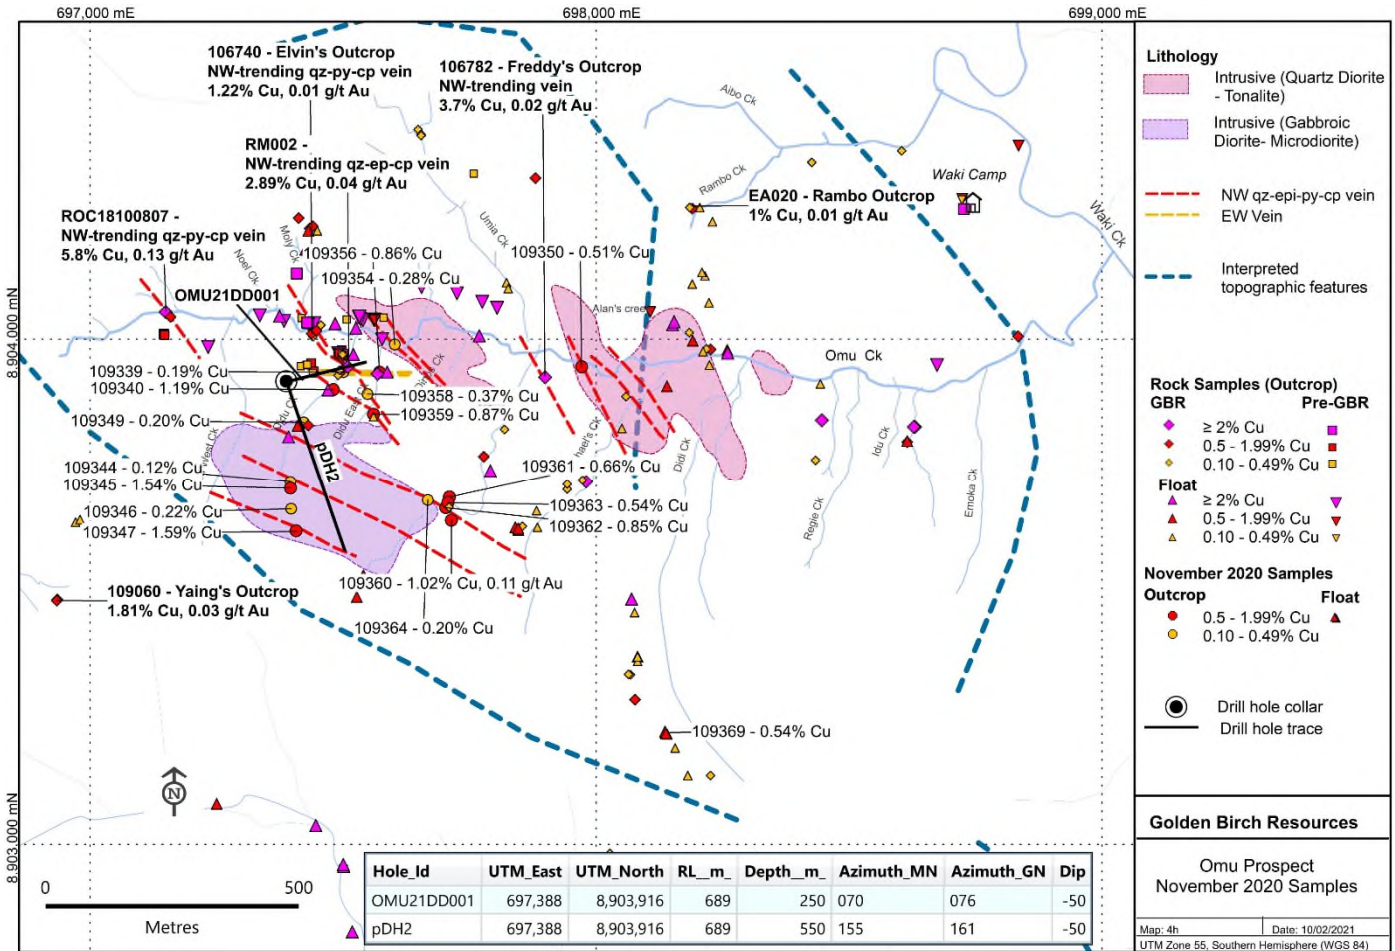 697,000 mE
698,000 mE
699,000 mE
8,904,000 mN
8,903,000 mN
106740 - Elvin's Outcrop
NW-trending qz-py-cp vein
1.22% Cu, 0.01 g/t Au
106782 - Freddy's Outcrop
NW-trending vein
3.7% Cu, 0.02 g/t Au
RM002 -
NW-trending qz-ep-cp vein
2.89% Cu, 0.04 g/t Au
ROC18100807 -
NW-trending qz-py-cp vein
5.8% Cu, 0.13 g/t Au
EA020 - Rambo Outcrop
1% Cu, 0.01 g/t Au
OMU21DD001
Aibo Ck
Rambo Ck
Waki Camp
Waki Ck
Umia Ck
Moly Ck
Noel Ck
Alan's cree
Omu Ck
109356 - 0.86% Cu
109354 - 0.28% Cu
109350 - 0.51% Cu
109339 - 0.19% Cu
109340 - 1.19% Cu
109349 - 0.20% Cu
109358 - 0.37% Cu
109359 - 0.87% Cu
Didu Ck
Didu East C
West Ck
hael's Ck
Didi Ck
Regie Ck
Idu Ck
Emoka Ck
pDH2
109344 - 0.12% Cu
109345 - 1.54% Cu
109346 - 0.22% Cu
109347 - 1.59% Cu
109361 - 0.66% Cu
109363 - 0.54% Cu
109362 - 0.85% Cu
109360 - 1.02% Cu, 0.11 g/t Au
109364 - 0.20% Cu
109060 - Yaing's Outcrop
1.81% Cu, 0.03 g/t Au
109369 - 0.54% Cu
N
0 500
Metres
Hole_Id UTM_East UTM_North RL__m_ Depth__m_ Azimuth_MN Azimuth_GN Dip
OMU21DD001 697,388 8,903,916 689 250 070 076 -50
pDH2 697,388 8,903,916 689 550 155 161 -50
Lithology
Intrusive (Quartz Diorite
- Tonalite)
Intrusive (Gabbroic
Diorite- Microdiorite)
NW qz-epi-py-cp vein
EW Vein
Interpreted
topographic features
Rock Samples (Outcrop)
GBR Pre-GBR
≥ 2% Cu
0.5 - 1.99% Cu
0.10 - 0.49% Cu
Float
≥ 2% Cu
0.5 - 1.99% Cu
0.10 - 0.49% Cu
November 2020 Samples
Outcrop Float
0.5 - 1.99% Cu
0.10 - 0.49% Cu
Drill hole collar
Drill hole trace
Golden Birch Resources
Omu Prospect
November 2020 Samples
Map: 4h Date: 10/02/2021
UTM Zone 55, Southern Hemisphere (WGS 84)